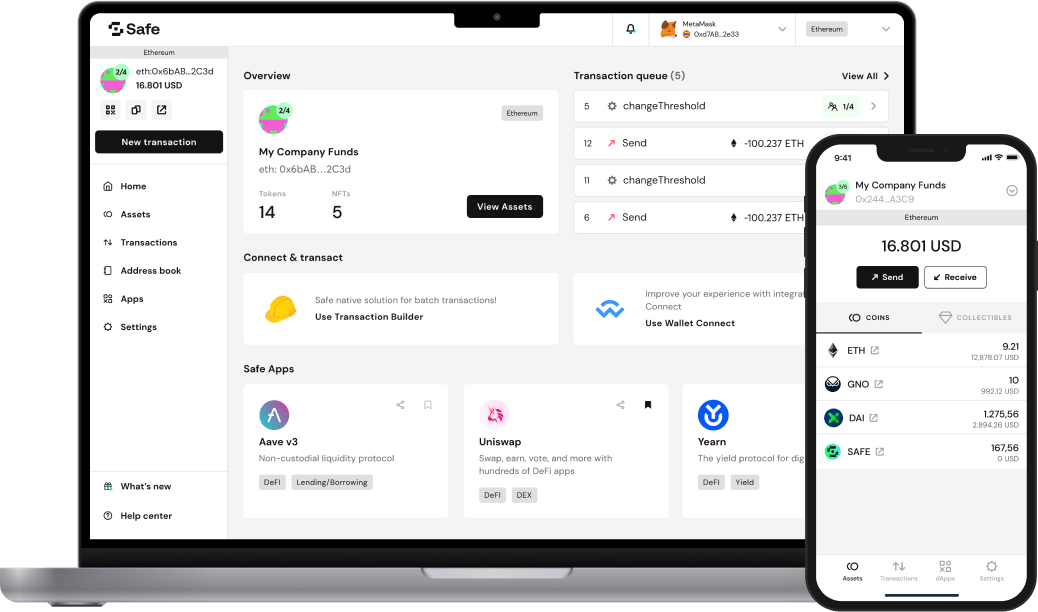 Safe
MetaMask
0xd7AB...2e33
Ethereum
Ethereum
2/4
eth:0x6bAB...2C3d
16.801 USD
New transaction
Home
Assets
Transactions
Address book
Apps
Settings
What's new
Help center
Overview
2/4
Ethereum
My Company Funds
eth: 0x6bAB...2C3d
Tokens
NFTs
14
5
View Assets
Transaction queue (5)
View All
5 changeThreshold 1/4
12 Send -100.237 ETH
11 changeThreshold
6 Send -100.237 ETH
Connect & transact
Safe native solution for batch transactions!
Use Transaction Builder
Improve your experience with
Connect
Use Wallet Connect
Safe Apps
Aave v3
Non-custodial liquidity protocol
DeFI
Lending/Borrowing
Uniswap
Swap, earn, vote, and more with
hundreds of DeFi apps
DeFI
DEX
Yearn
The yield protocol for
DeFI
Yield
9:41
3/6
My Company Funds
0x244...A3C9
Ethereum
16.801 USD
Send
Receive
COINS
COLLECTIBLES
ETH 9.21
12,878.07 USD
GNO 10
992.12 USD
DAI 1.275,56
2,894.26 USD
SAFE 167,56
0 USD
Assets
Transactions
dApps
Settings